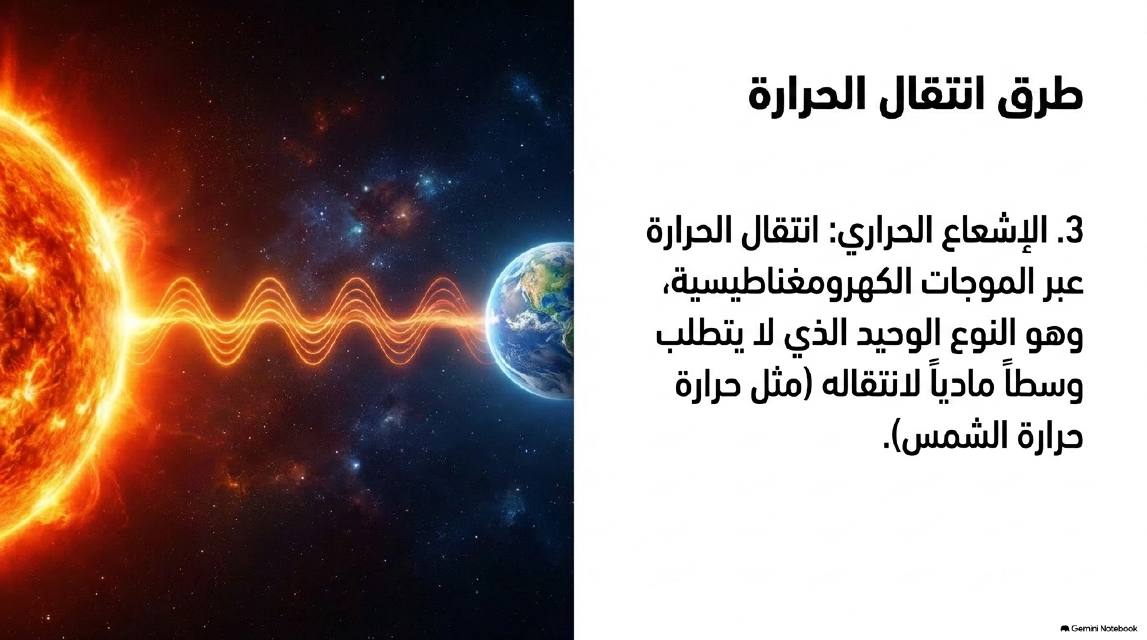 طرق انتقال الحرارة
3. الإشعاع الحراري: انتقال الحرارة
عبر الموجات الكهرومغناطيسية،
وهو النوع الوحيد الذي لا يتطلب
وسطاً مادياً لانتقاله (مثل حرارة
حرارة الشمس).
Gemini Notebook